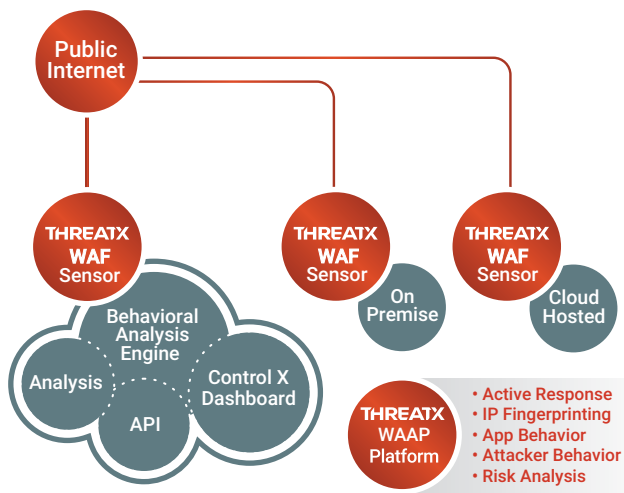 Public
Internet
THREATX
WAF
Sensor
THREATX
WAF
Sensor
THREATX
WAF
Sensor
On
Premise
Cloud
Hosted
Behavioral
Analysis
Engine
Analysis
Control X
Dashboard
API
THREATX
WAAP
Platform
• Active Response
• IP Fingerprinting
• App Behavior
• Attacker Behavior
• Risk Analysis